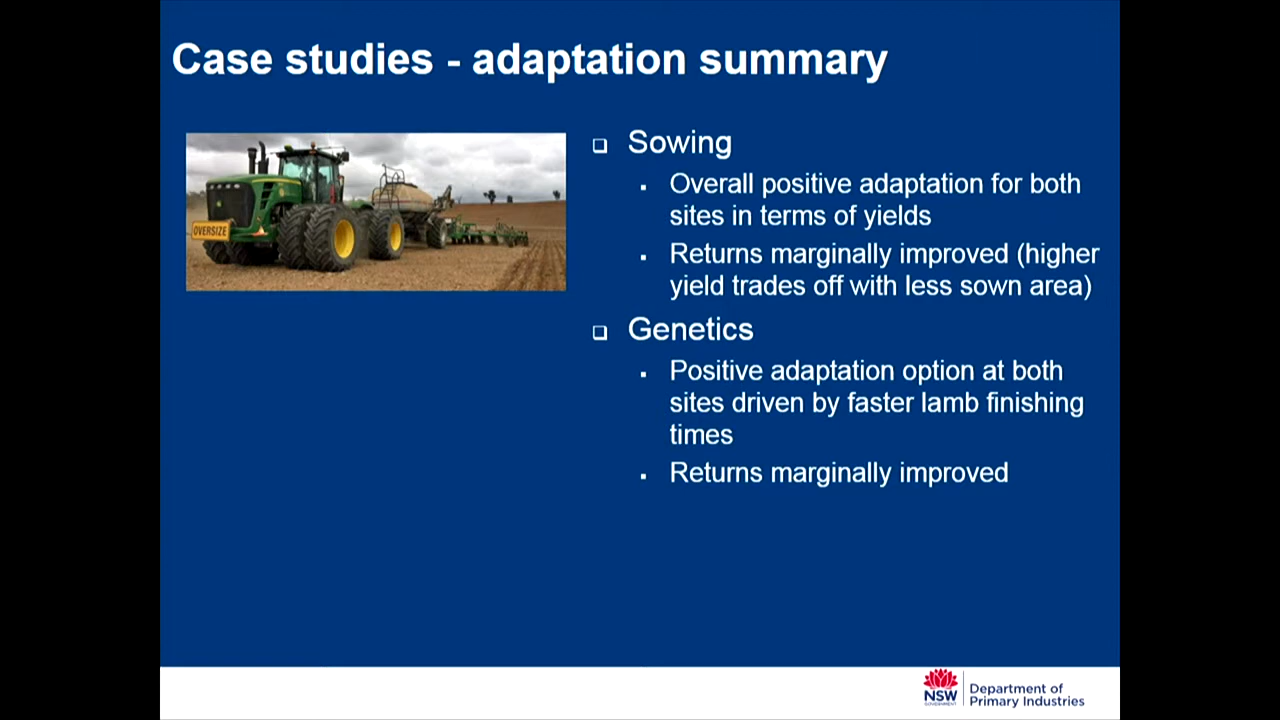 Case studies - adaptation summary
OVERSIZE
Sowing
Overall positive adaptation for both
sites in terms of yields
Returns marginally improved (higher
yield trades off with less sown area)
Genetics
Positive adaptation option at both
sites driven by faster lamb finishing
times
Returns marginally improved
NSW
GOVERNMENT
Department of
Primary Industries